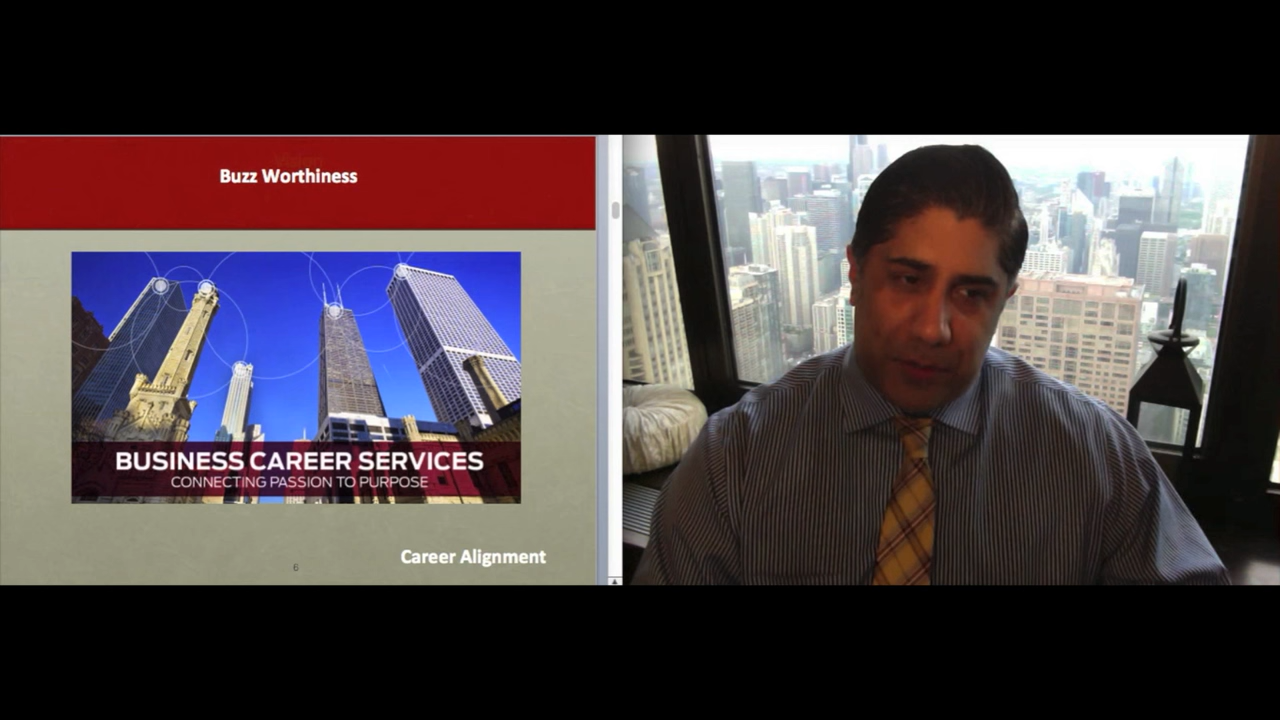 Buzz Worthiness
BUSINESS CAREER SERVICES
CONNECTING PASSION TO PURPOSE
Career Alignment
6